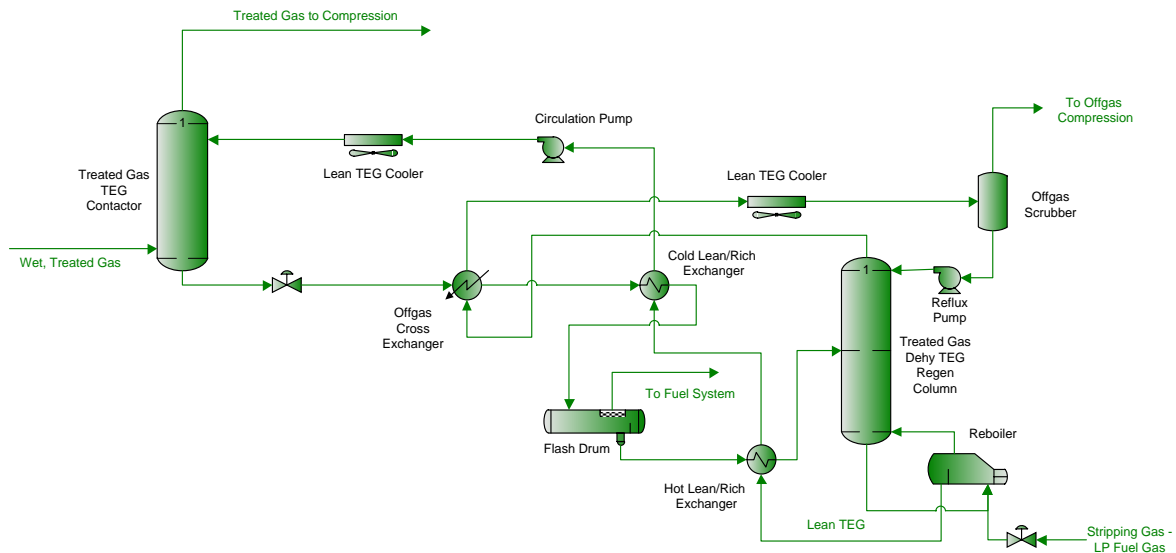 Treated Gas to Compression
To Offgas
Compression
1
Circulation Pump
Treated Gas
TEG
Contactor
Lean TEG Cooler
Lean TEG Cooler
Offgas
Scrubber
Wet, Treated Gas
Cold Lean/Rich
Exchanger
1
Reflux
Pump
Offgas
Cross
Exchanger
Treated Gas
Dehy TEG
Regen
Column
To Fuel System
Flash Drum
Reboiler
Hot Lean/Rich
Exchanger
Lean TEG
Stripping Gas -
LP Fuel Gas